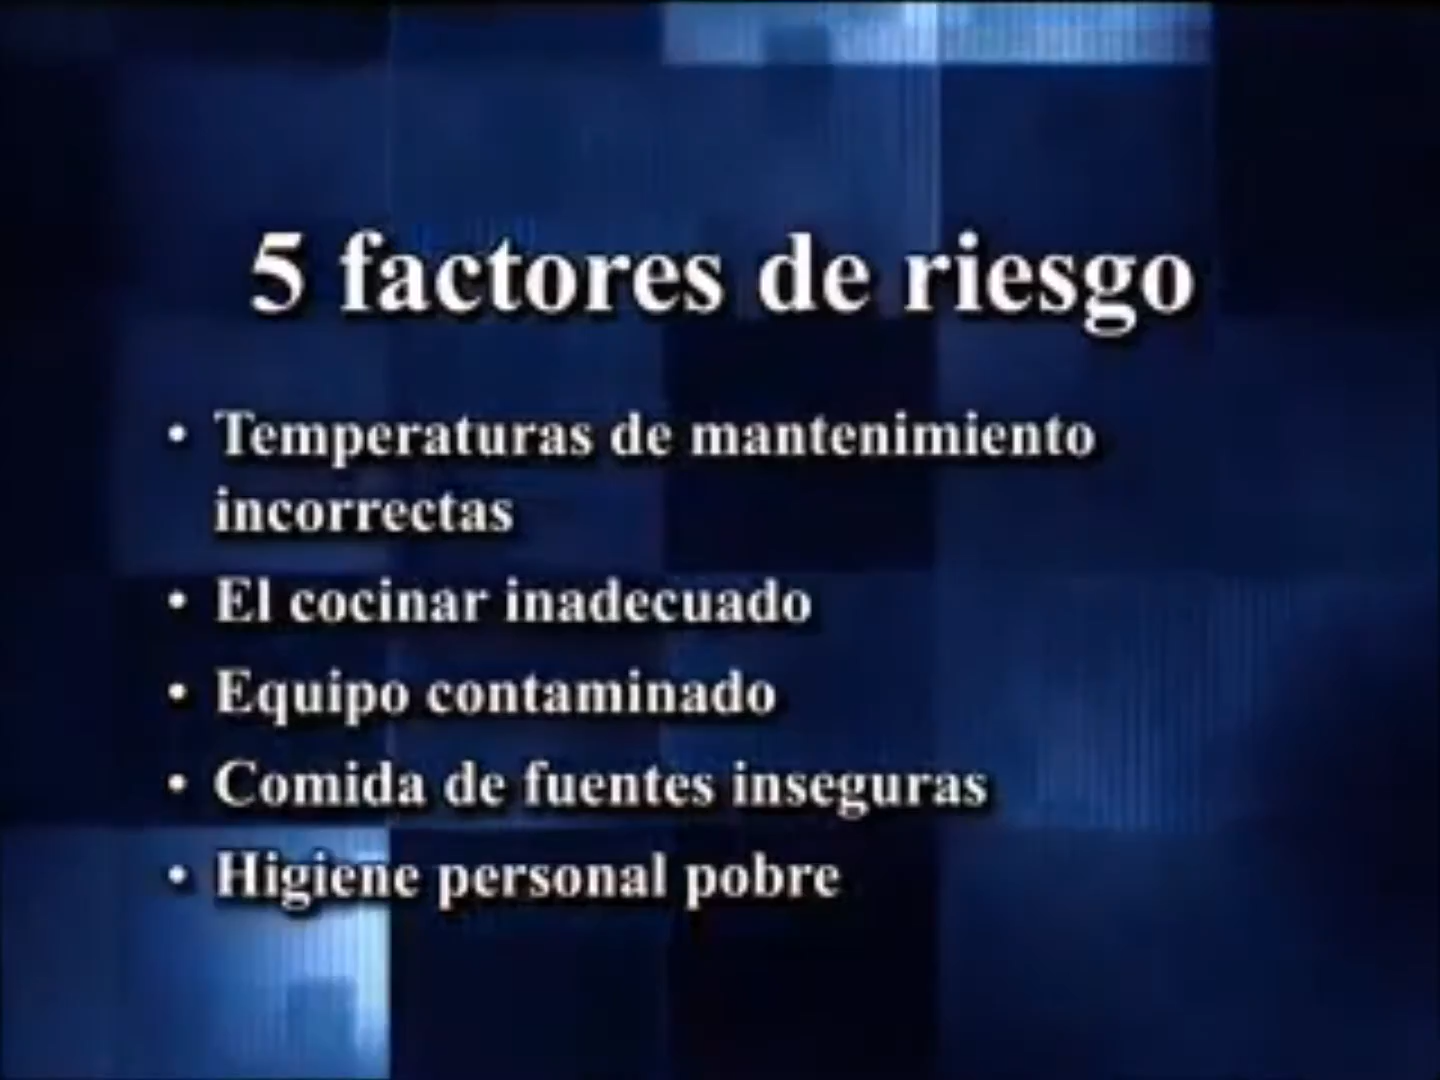 5 factores de riesgo
• Temperaturas de mantenimiento
incorrectas
• El cocinar inadecuado
• Equipo contaminado
• Comida de fuentes inseguras
• Higiene personal pobre